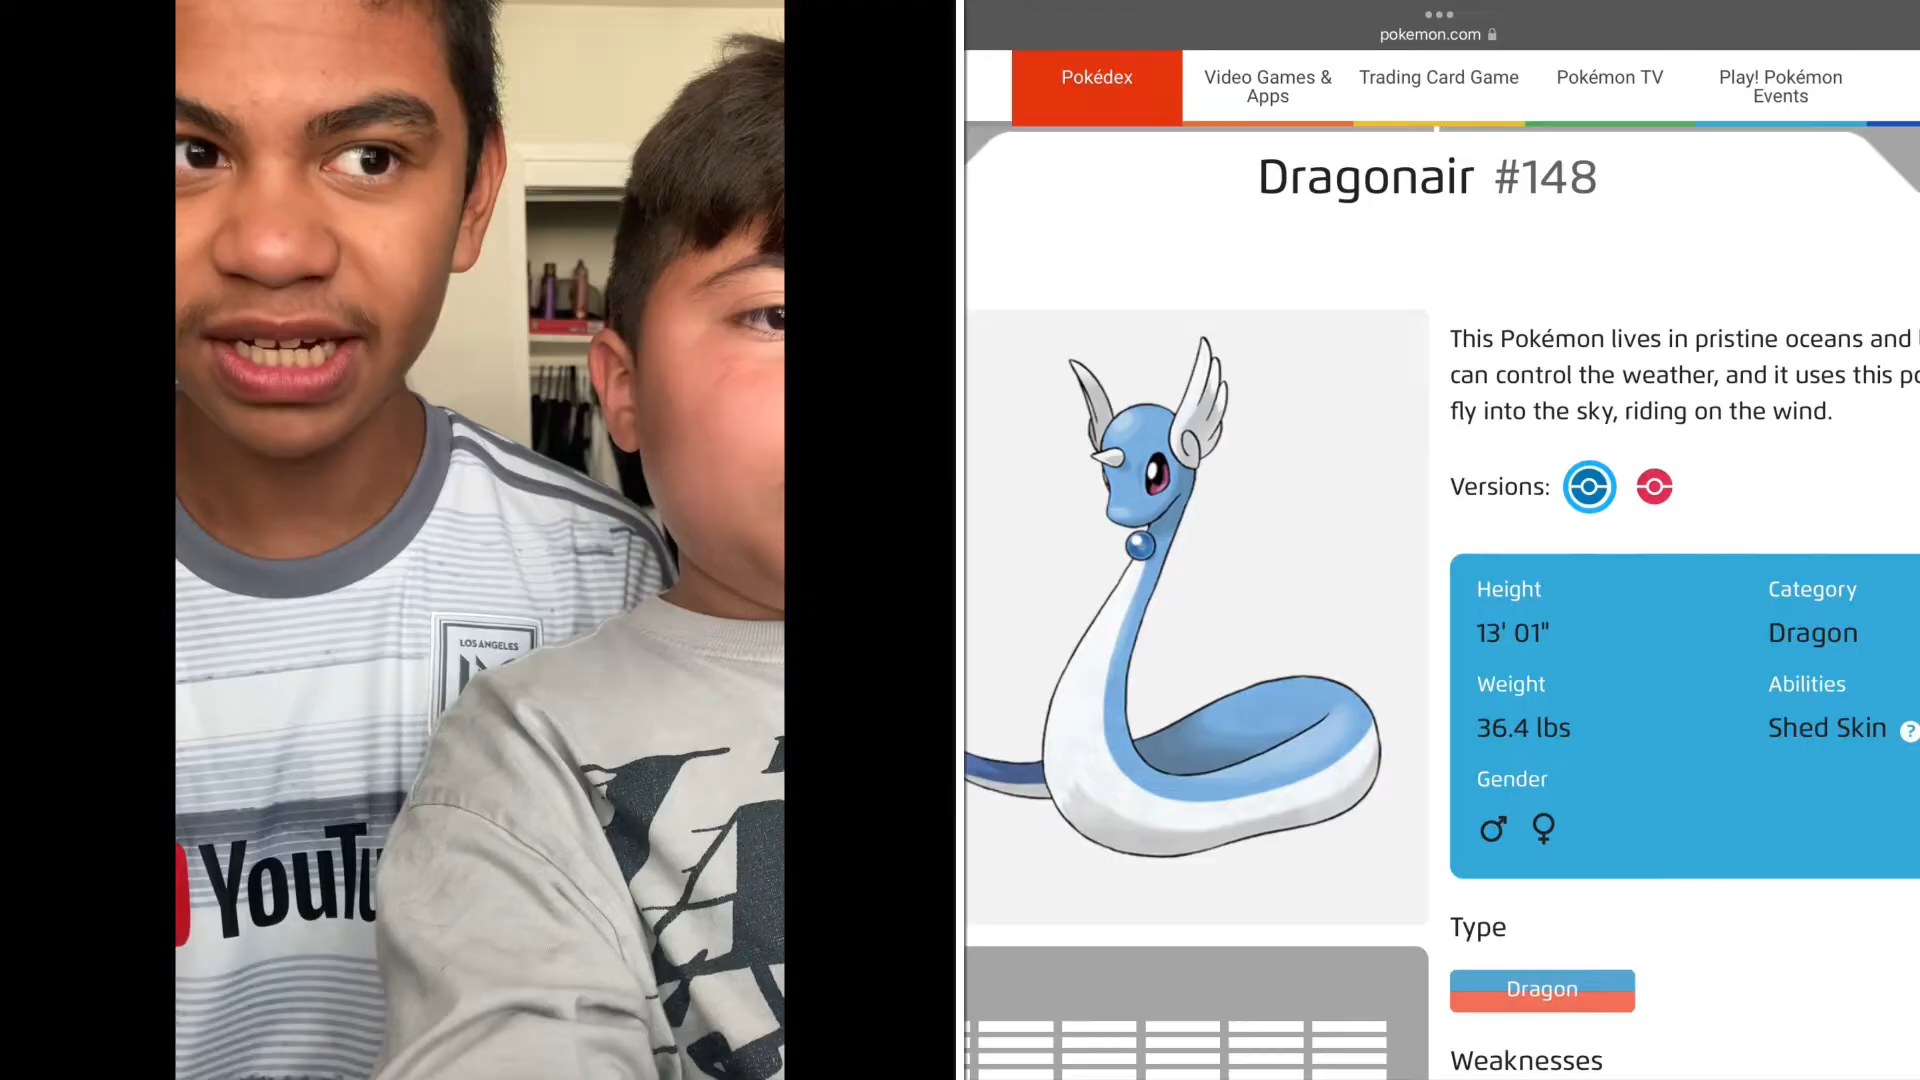 LOS ANGELES
YouTu
pokemon.com
Pokédex
Video Games &
Apps
Trading Card Game
Pokémon TV
Play! Pokémon
Events
Dragonair #148
This Pokémon lives in pristine oceans and
can control the weather, and it uses this
fly into the sky, riding on the wind.
Versions:
Height
13' 01"
Category
Dragon
Weight
36.4 lbs
Abilities
Shed Skin ?
Gender
Type
Dragon
Weaknesses